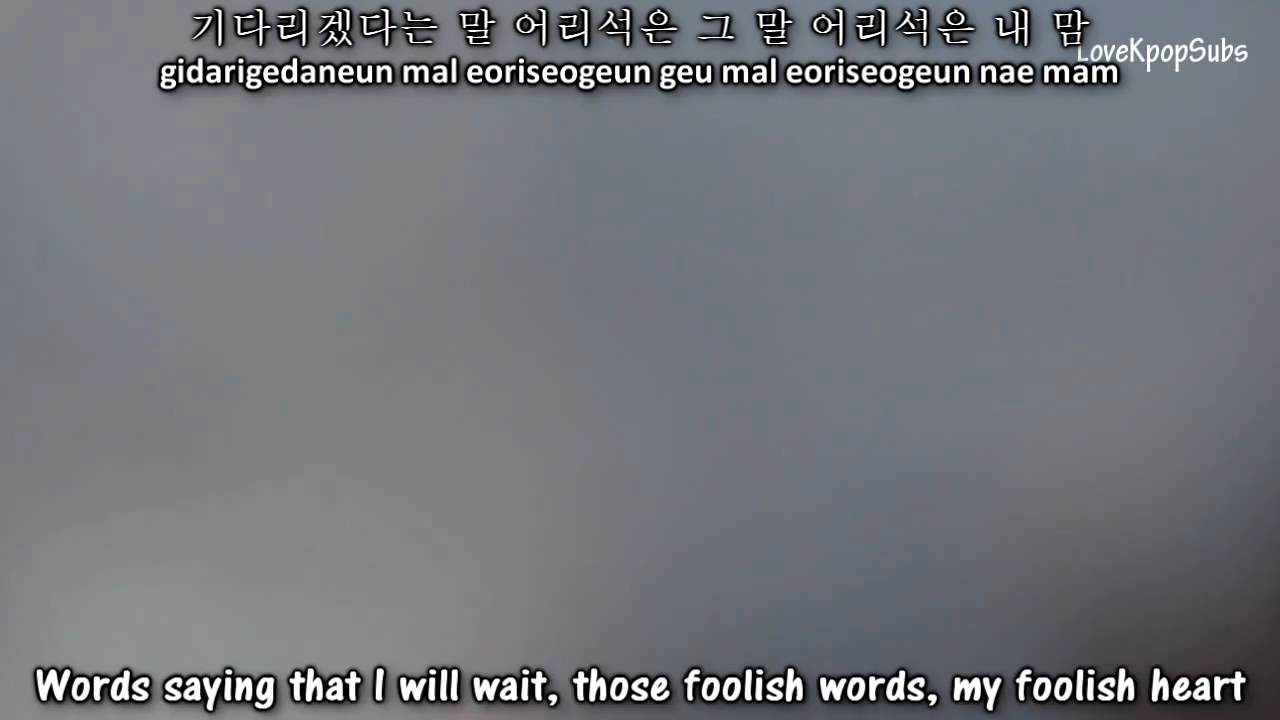 기다리겠다는 말 어리석은 그 말 어리석은 내 맘
LoveKpopSubs
gidarigedaneun mal eoriseogeun geu mal eoriseogeun nae mam
Words saying that I will wait, those foolish words, my foolish heart